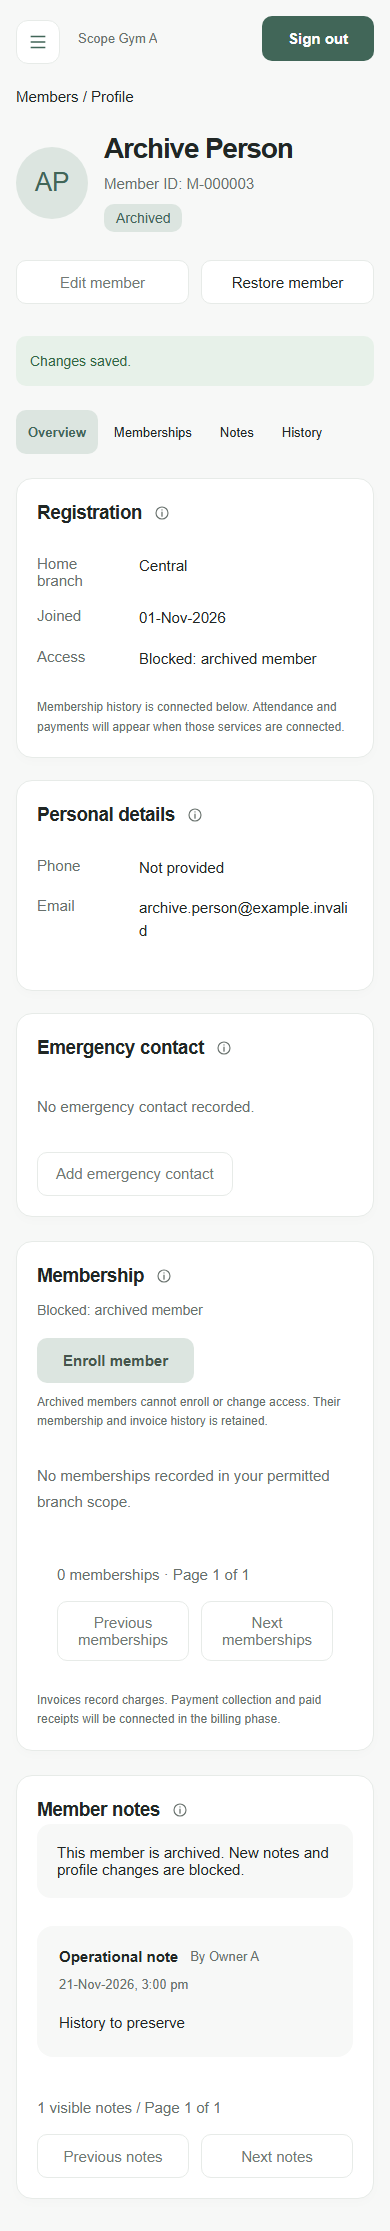 Scope Gym A
Sign out
Members / Profile
AP
Archive Person
Member ID: M-000003
Archived
Edit member
Restore member
Changes saved.
Overview
Memberships
Notes
History
Registration
Home
branch
Central
Joined
01-Nov-2026
Access
Blocked: archived member
Membership history is connected below. Attendance and
payments will appear when those services are connected.
Personal details
Phone
Not provided
Email
archive.person@example.invali
d
Emergency contact
No emergency contact recorded.
Add emergency contact
Membership
Blocked: archived member
Enroll member
Archived members cannot enroll or change access. Their
membership and invoice history is retained.
No memberships recorded in your permitted
branch scope.
0 memberships · Page 1 of 1
Previous
memberships
Next
memberships
Invoices record charges. Payment collection and paid
receipts will be connected in the billing phase.
Member notes
This member is archived. New notes and
profile changes are blocked.
Operational note By Owner A
21-Nov-2026, 3:00 pm
History to preserve
1 visible notes / Page 1 of 1
Previous notes
Next notes